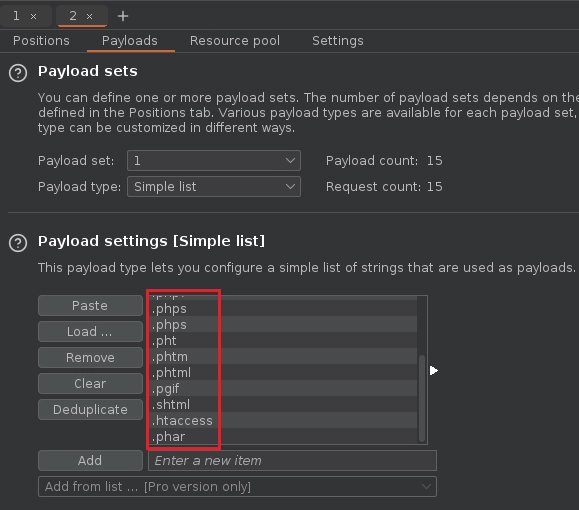 1 × 2 × +
Positions Payloads Resource pool Settings
? Payload sets
You can define one or more payload sets. The number of payload sets depends on the
defined in the Positions tab. Various payload types are available for each payload set,
type can be customized in different ways.
Payload set: 1 Payload count: 15
Payload type: Simple list Request count: 15
? Payload settings [Simple list]
This payload type lets you configure a simple list of strings that are used as payloads.
Paste
Load ...
Remove
Clear
Deduplicate
.phps
.phps
.pht
.phtm
.phtml
.pgif
.shtml
.htaccess
.phar
Add Enter a new item
Add from list ... [Pro version only]